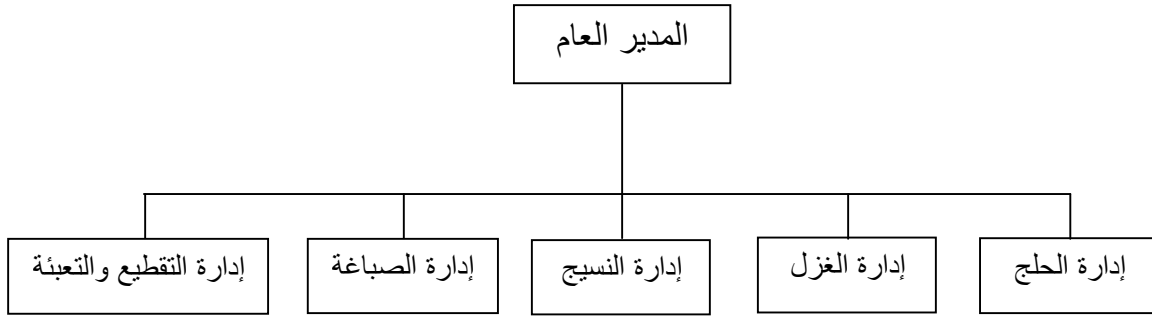 المدير العام
إدارة الحلج
إدارة الغزل
إدارة النسيج
إدارة الصباغة
إدارة التقطيع والتعبئة